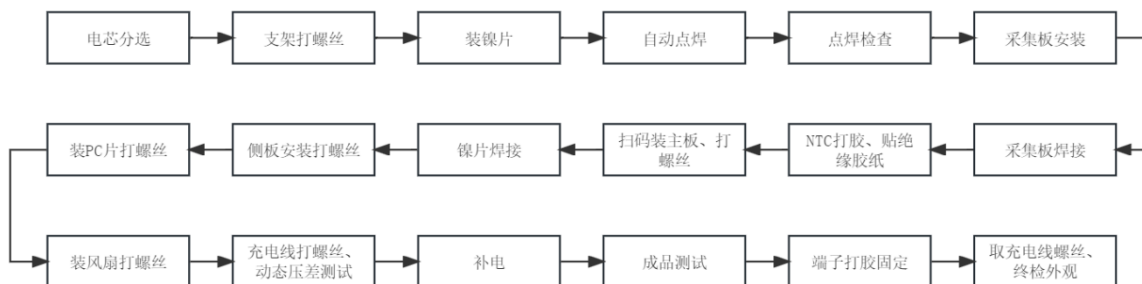 电芯分选
支架打螺丝
装镍片
自动点焊
点焊检查
采集板安装
采集板焊接
NTC打胶、贴绝
缘胶纸
扫码装主板、打
螺丝
镍片焊接
侧板安装打螺丝
装PC片打螺丝
装风扇打螺丝
充电线打螺丝、
动态压差测试
补电
成品测试
端子打胶固定
取充电线螺丝、
终检外观